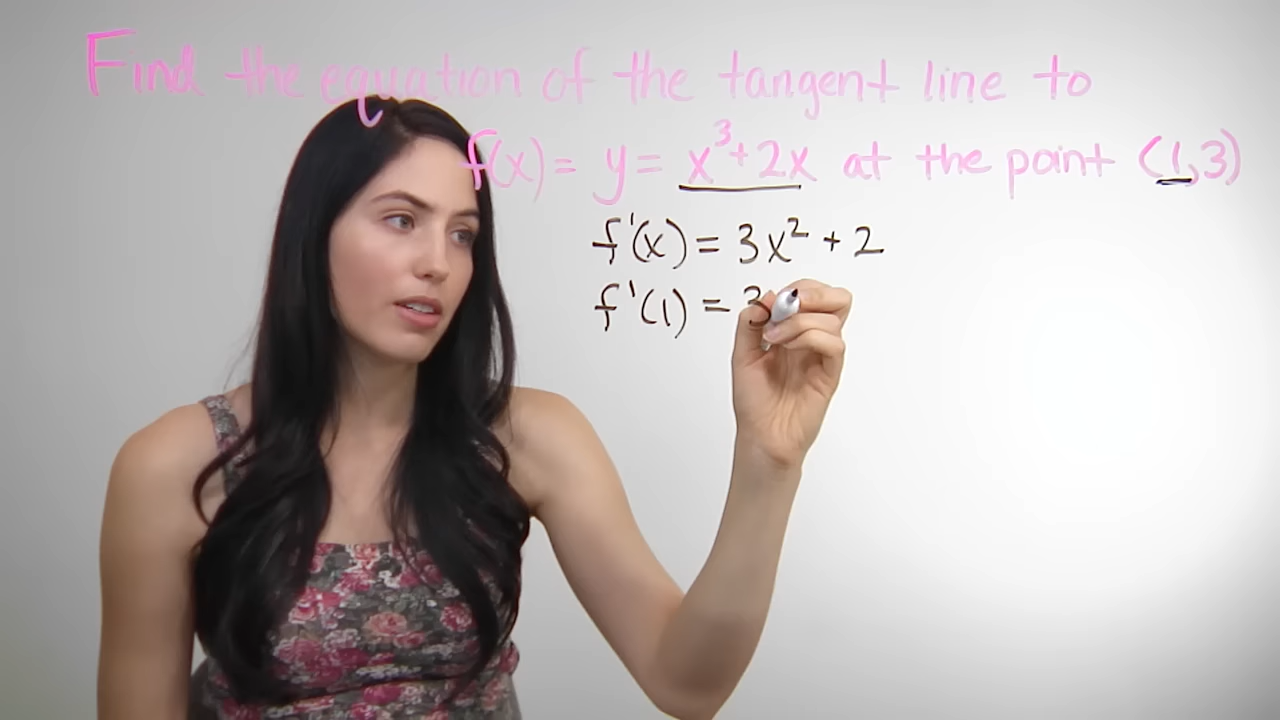 Find the equation of the tangent line to
f(x) = y = x³+2x at the point (1,3)
f'(x) = 3x² + 2
f'(1) = 3